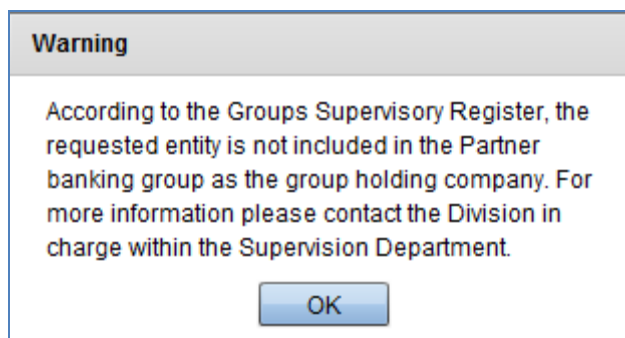 Warning
According to the Groups Supervisory Register, the
requested entity is not included in the Partner
banking group as the group holding company. For
more information please contact the Division in
charge within the Supervision Department.
OK